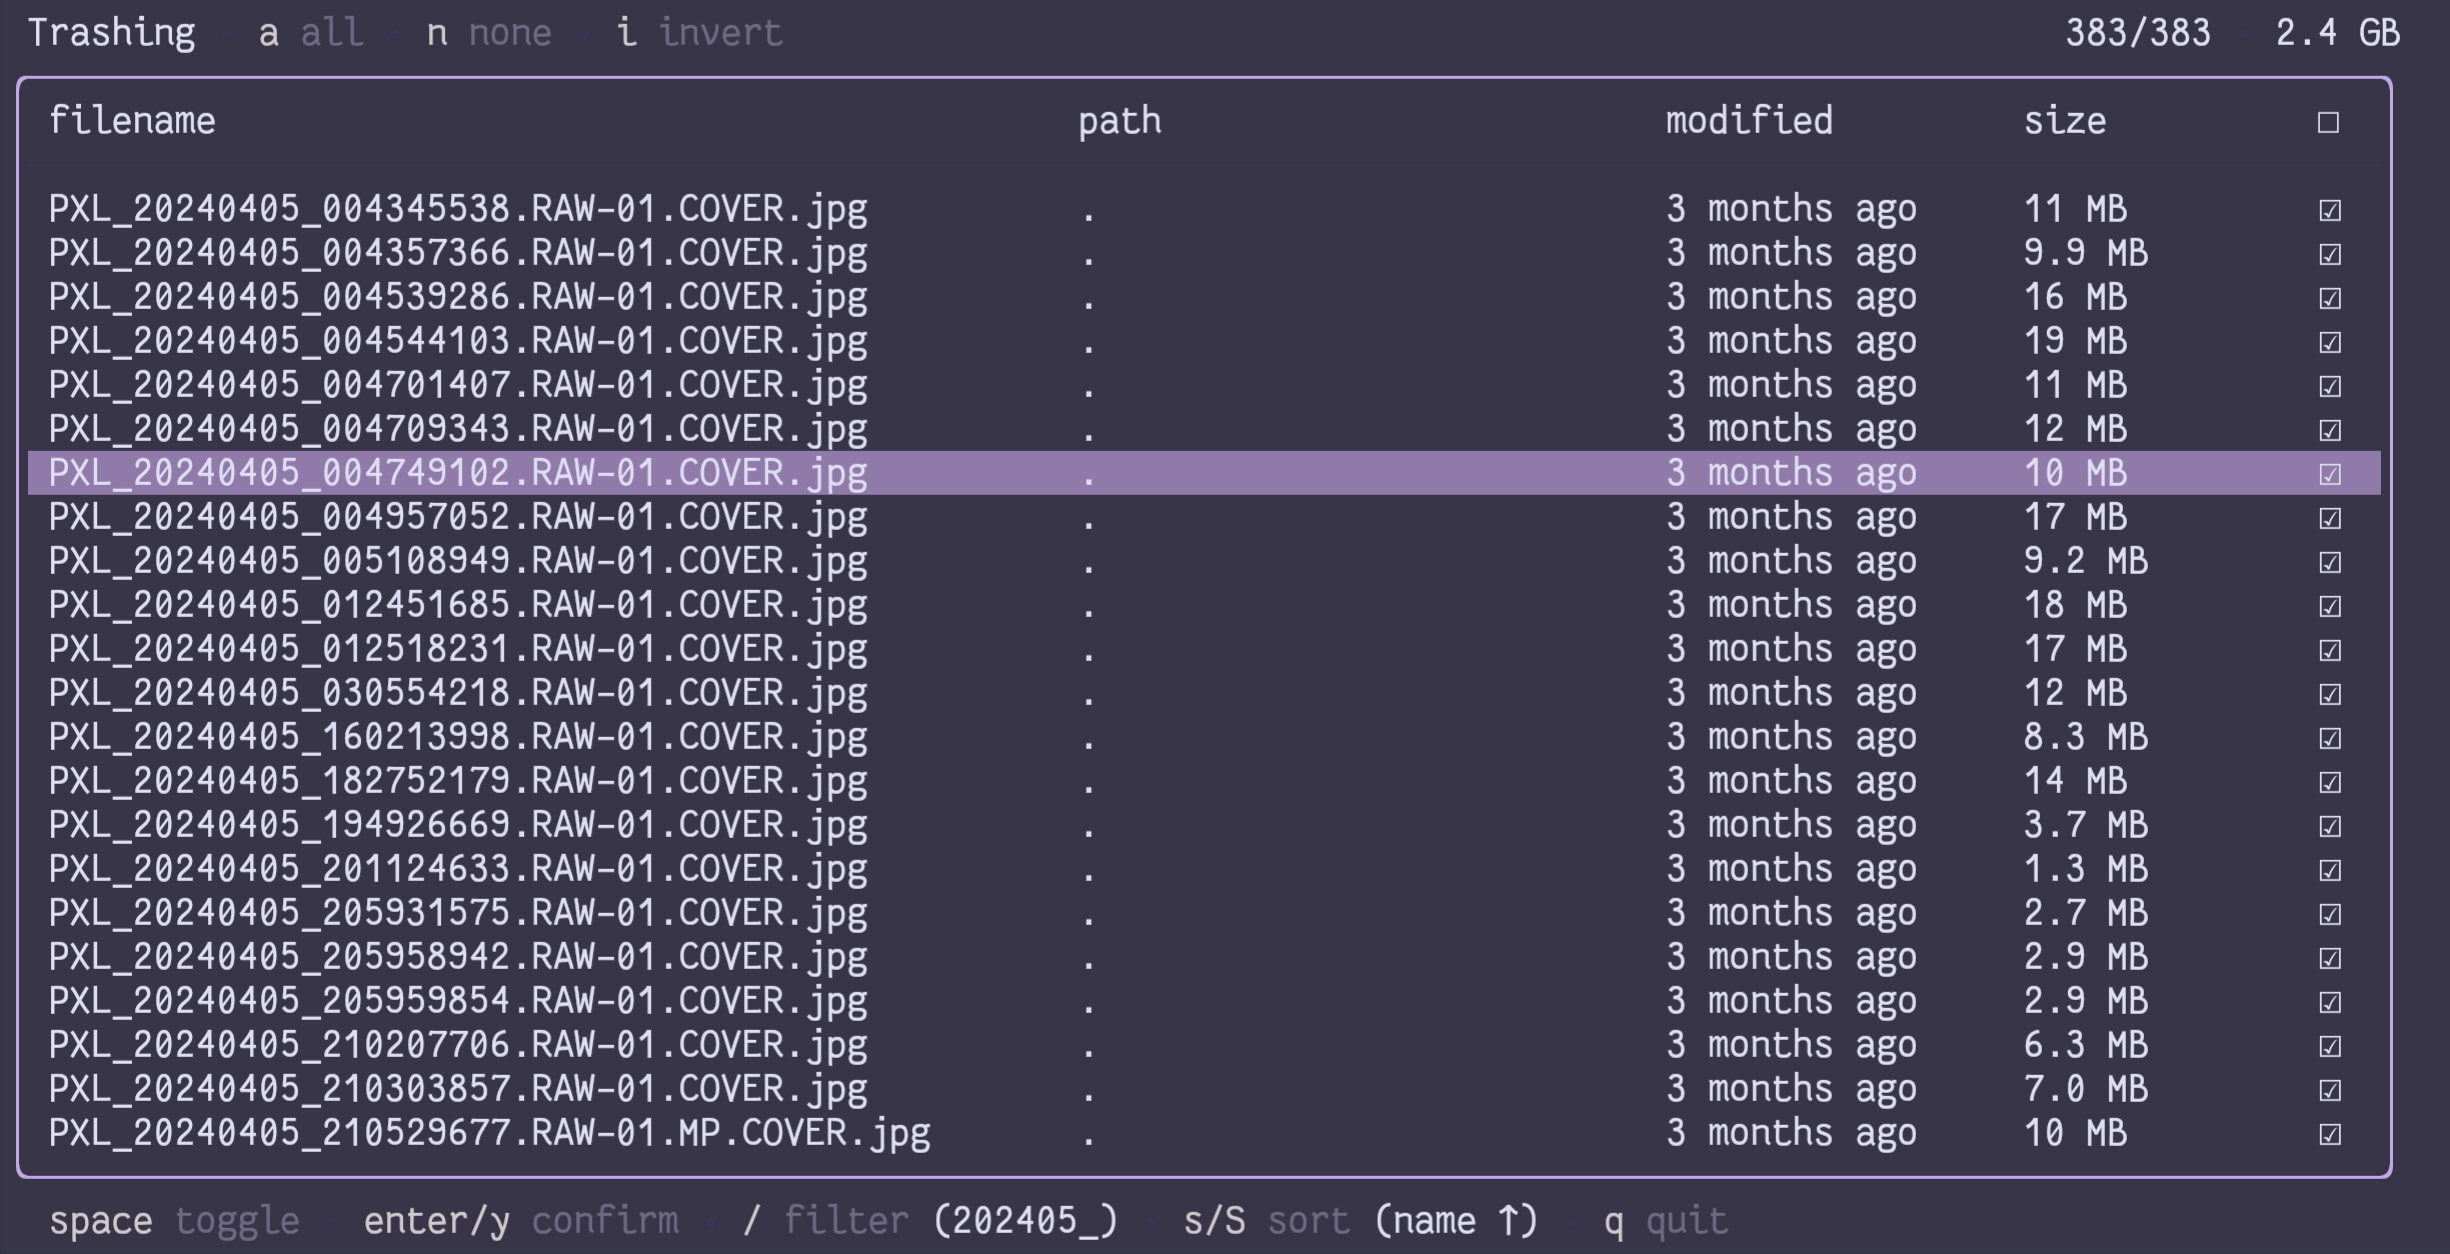 Trashing · a all · n none · i invert 383/383 · 2.4 GB
filename path modified size ☐
PXL_20240405_004345538.RAW-01.COVER.jpg . 3 months ago 11 MB ☑
PXL_20240405_004357366.RAW-01.COVER.jpg . 3 months ago 9.9 MB ☑
PXL_20240405_004539286.RAW-01.COVER.jpg . 3 months ago 16 MB ☑
PXL_20240405_004544103.RAW-01.COVER.jpg . 3 months ago 19 MB ☑
PXL_20240405_004701407.RAW-01.COVER.jpg . 3 months ago 11 MB ☑
PXL_20240405_004709343.RAW-01.COVER.jpg . 3 months ago 12 MB ☑
PXL_20240405_004749102.RAW-01.COVER.jpg . 3 months ago 10 MB ☑
PXL_20240405_004957052.RAW-01.COVER.jpg . 3 months ago 17 MB ☑
PXL_20240405_005108949.RAW-01.COVER.jpg . 3 months ago 9.2 MB ☑
PXL_20240405_012451685.RAW-01.COVER.jpg . 3 months ago 18 MB ☑
PXL_20240405_012518231.RAW-01.COVER.jpg . 3 months ago 17 MB ☑
PXL_20240405_030554218.RAW-01.COVER.jpg . 3 months ago 12 MB ☑
PXL_20240405_160213998.RAW-01.COVER.jpg . 3 months ago 8.3 MB ☑
PXL_20240405_182752179.RAW-01.COVER.jpg . 3 months ago 14 MB ☑
PXL_20240405_194926669.RAW-01.COVER.jpg . 3 months ago 3.7 MB ☑
PXL_20240405_201124633.RAW-01.COVER.jpg . 3 months ago 1.3 MB ☑
PXL_20240405_205931575.RAW-01.COVER.jpg . 3 months ago 2.7 MB ☑
PXL_20240405_205958942.RAW-01.COVER.jpg . 3 months ago 2.9 MB ☑
PXL_20240405_205959854.RAW-01.COVER.jpg . 3 months ago 2.9 MB ☑
PXL_20240405_210207706.RAW-01.COVER.jpg . 3 months ago 6.3 MB ☑
PXL_20240405_210303857.RAW-01.COVER.jpg . 3 months ago 7.0 MB ☑
PXL_20240405_210529677.RAW-01.MP.COVER.jpg . 3 months ago 10 MB ☑
space toggle · enter/y confirm · / filter (202405_) · s/S sort (name ↑) · q quit